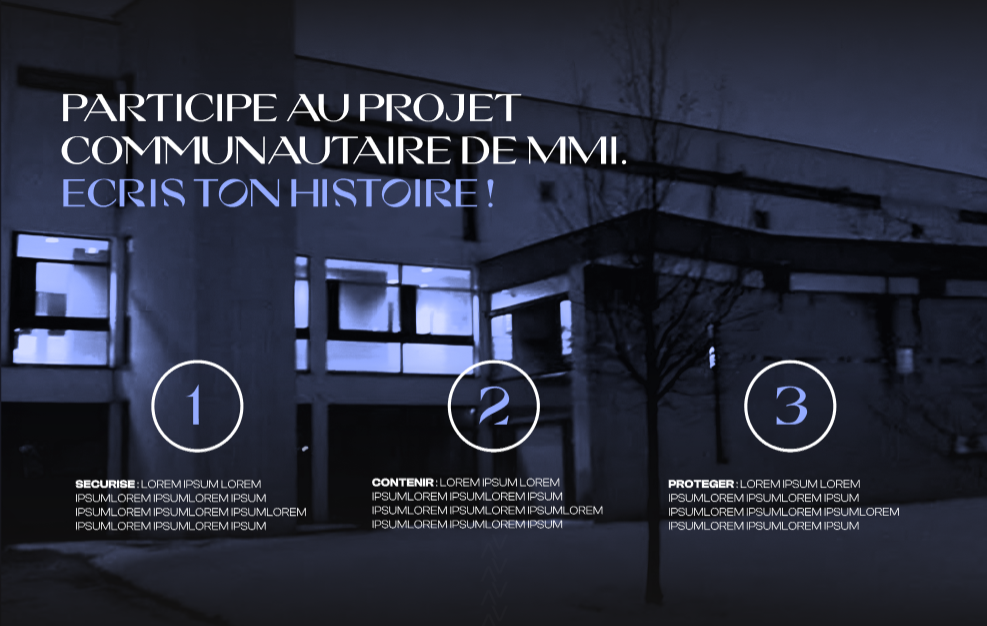 PARTICIPE AU PROJET
COMMUNAUTAIRE DE MMI.
ECRIS TON HISTOIRE !
1
2
3
SECURISE : LOREM IPSUM LOREM
IPSUMLOREM IPSUMLOREM IPSUM
IPSUMLOREM IPSUMLOREM IPSUMLOREM
IPSUMLOREM IPSUMLOREM IPSUM
CONTENIR : LOREM IPSUM LOREM
IPSUMLOREM IPSUMLOREM IPSUM
IPSUMLOREM IPSUMLOREM IPSUMLOREM
IPSUMLOREM IPSUMLOREM IPSUM
PROTEGER : LOREM IPSUM LOREM
IPSUMLOREM IPSUMLOREM IPSUM
IPSUMLOREM IPSUMLOREM IPSUMLOREM
IPSUMLOREM IPSUMLOREM IPSUM